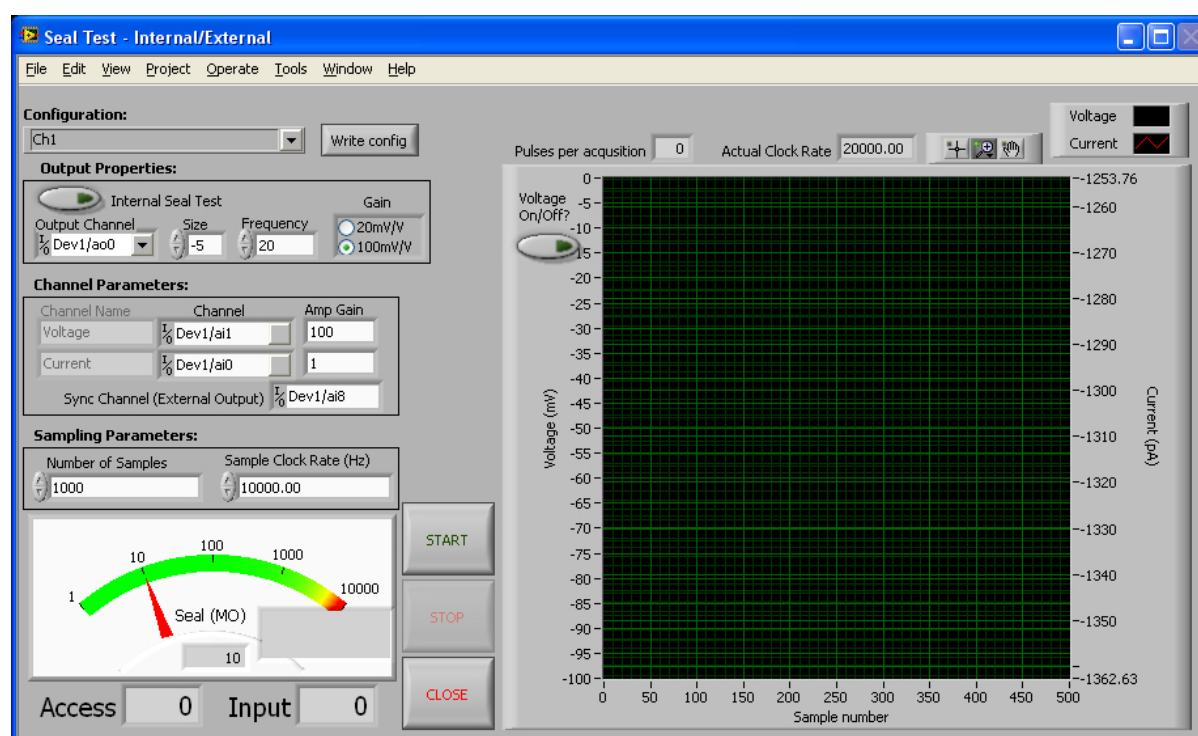 Seal Test - Internal/External
File Edit View Project Operate Tools Window Help
Configuration:
Ch1
Write config
Output Properties:
Internal Seal Test
Gain
Output Channel Size Frequency
20mV/V
Dev1/ao0 -5 20
100mV/V
Channel Parameters:
Channel Name Channel Amp Gain
Voltage Dev1/ai1 100
Current Dev1/ai0 1
Sync Channel (External Output) Dev1/ai8
Sampling Parameters:
Number of Samples Sample Clock Rate (Hz)
1000 10000.00
1 10 100 1000 10000
Seal (MO)
10
Access 0 Input 0
START
STOP
CLOSE
Pulses per acqusition 0 Actual Clock Rate 20000.00
Voltage
Current
Voltage
On/Off?
Voltage (mV)
0
-5
-10
-15
-20
-25
-30
-35
-40
-45
-50
-55
-60
-65
-70
-75
-80
-85
-90
-95
-100
-1253.76
-1260
-1270
-1280
-1290
-1300
-1310
-1320
-1330
-1340
-1350
-1362.63
Current (pA)
0 50 100 150 200 250 300 350 400 450 500
Sample number